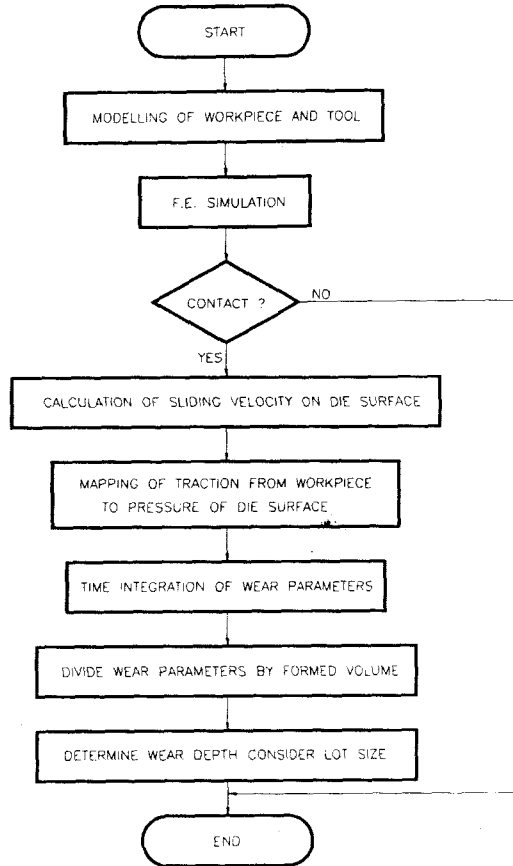 START
MODELLING OF WORKPIECE AND TOOL
F.E. SIMULATION
CONTACT ?
NO
YES
CALCULATION OF SLIDING VELOCITY ON DIE SURFACE
MAPPING OF TRACTION FROM WORKPIECE
TO PRESSURE OF DIE SURFACE
TIME INTEGRATION OF WEAR PARAMETERS
DIVIDE WEAR PARAMETERS BY FORMED VOLUME
DETERMINE WEAR DEPTH CONSIDER LOT SIZE
END